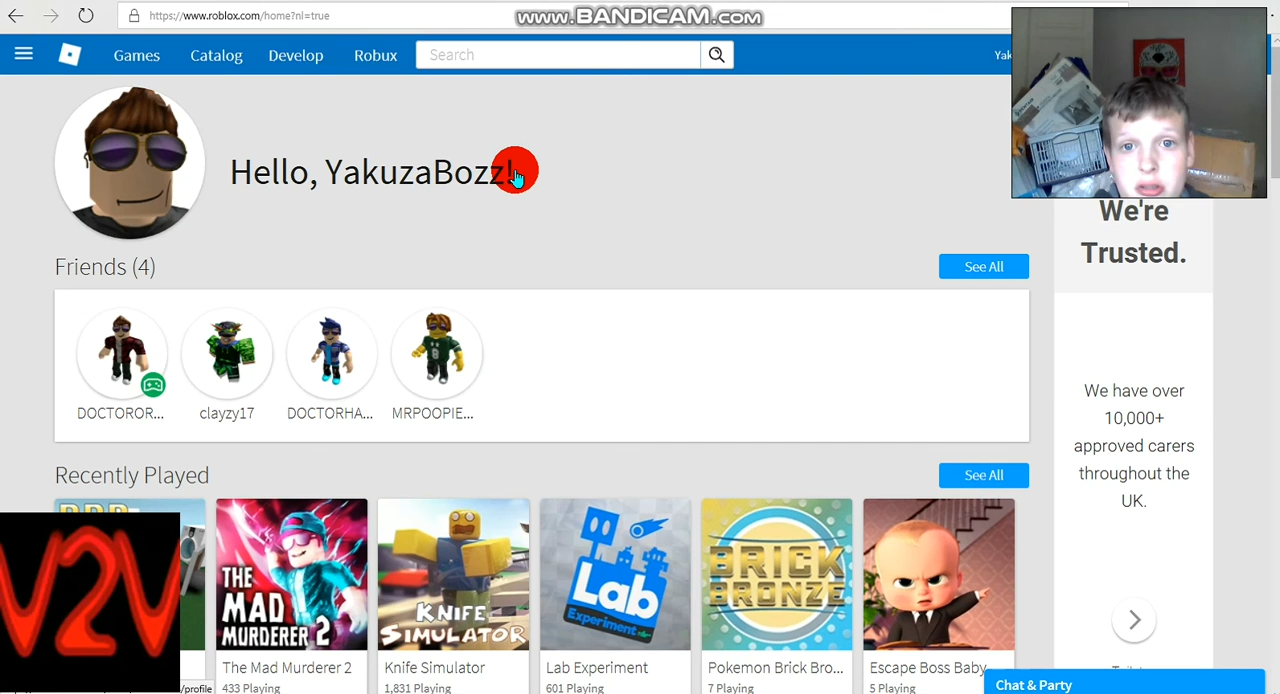 https://www.roblox.com/home?nl=true
www.BANDICAM.com
Games
Catalog
Develop
Robux
Search
Yak
Hello, YakuzaBozz!
We're
Trusted.
Friends (4)
See All
DOCTOROR...
clayzy17
DOCTORHA...
MRPOOPIE...
We have over
10,000+
approved carers
throughout the
UK.
Recently Played
See All
V2V
THE
MAD
MURDERER 2
KNIFE
SIMULATOR
Lab
Experiment
BRICK
BRONZE
The Mad Murderer 2
Knife Simulator
Lab Experiment
Pokemon Brick Bro...
Escape Boss Baby
433 Playing
1,831 Playing
601 Playing
7 Playing
5 Playing
Chat & Party
/profile